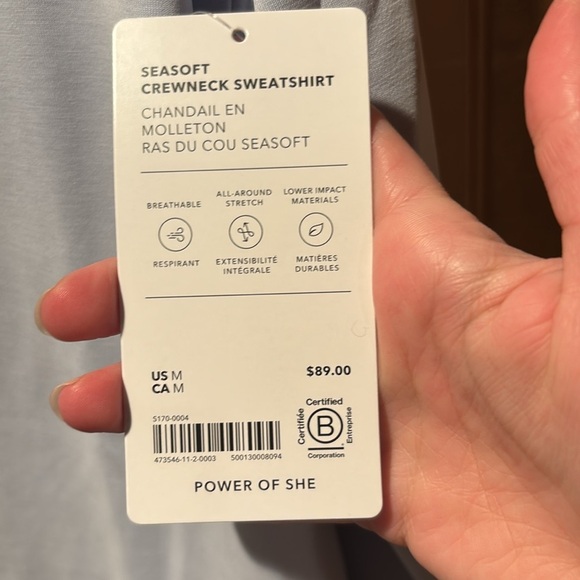 SEASOFT
CREWNECK SWEATSHIRT
CHANDAIL EN
MOLLETON
RAS DU COU SEASOFT
BREATHABLE
ALL-AROUND
STRETCH
LOWER IMPACT
MATERIALS
RESPIRANT
EXTENSIBILITÉ
INTÉGRALE
MATIÈRES
DURABLES
US M
CA M
$89.00
S170-0004
473546-11-2-0003 500130008094
Certified
Certifiée
B
Entreprise
Corporation
POWER OF SHE